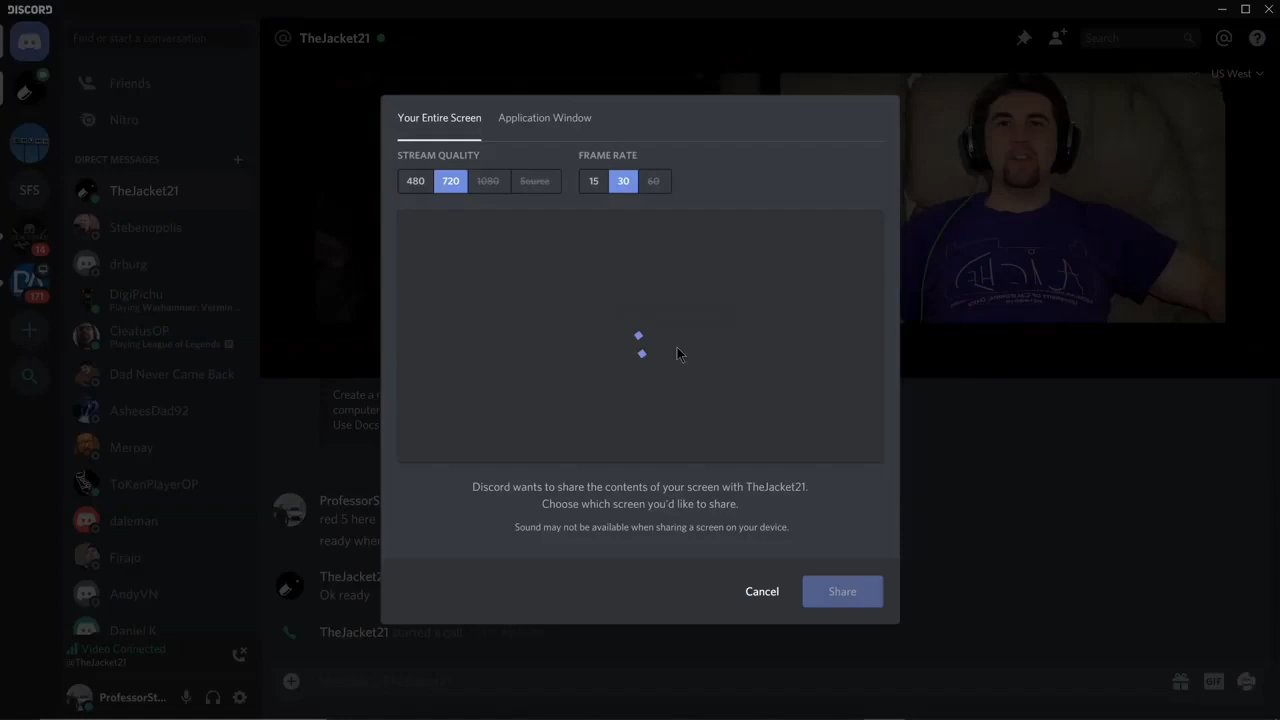 DISCORD
Find or start a conversation
TheJacket21
Search
US West
Friends
Nitro
DIRECT MESSAGES
SFS
14
171
TheJacket21
Stebenopolie
drburg
DigiPichu
Playing Warhammer: Vermin...
CleatusOP
Playing League of Legends
Dad Never Came Back
AsheesDad92
Merpay
ToKenPlayerOP
daleman
Firajo
AndyVN
Daniel K
Video Connected
@TheJacket21
ProfessorSt...
Your Entire Screen
Application Window
STREAM QUALITY
FRAME RATE
480 720 1080 Source
15 30 60
Discord wants to share the contents of your screen with TheJacket21.
Choose which screen you'd like to share.
Sound may not be available when sharing a screen on your device.
Cancel
Share
Create a
computer
Use Docs
ProfessorS
red 5 here
ready when
TheJacket2
Ok ready
TheJacket21 started a call.
GIF